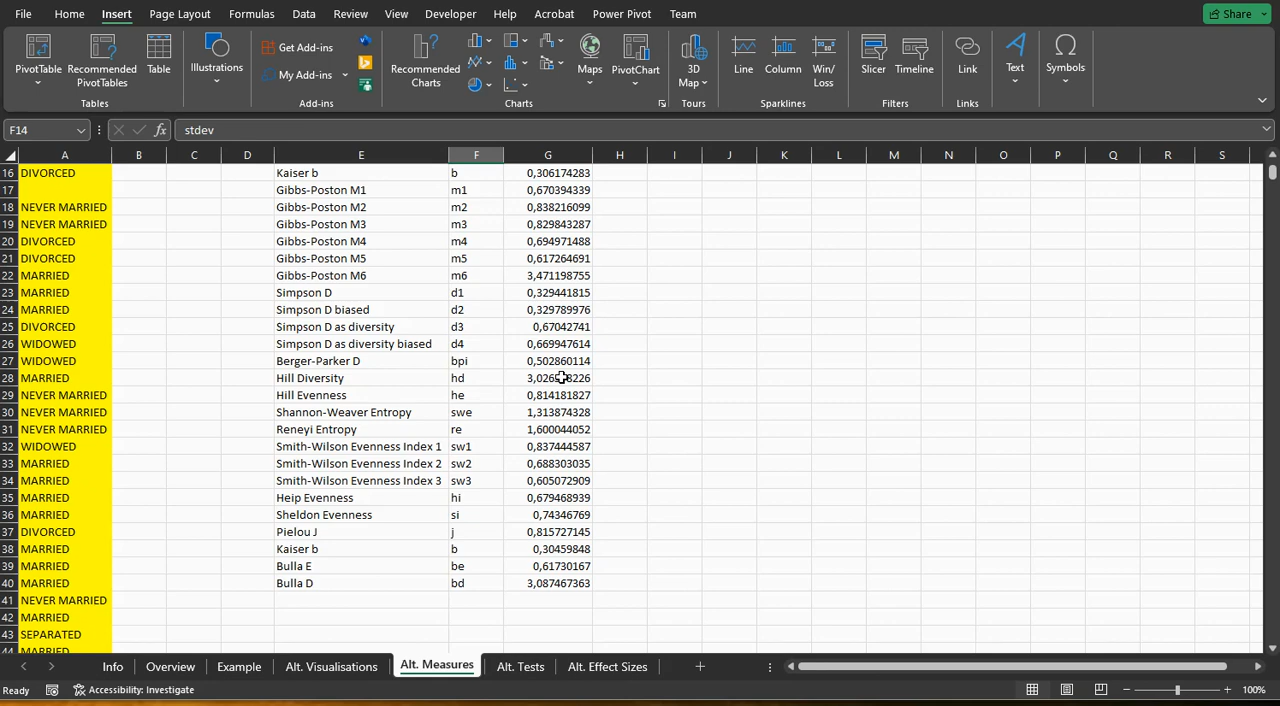 File Home Insert Page Layout Formulas Data Review View Developer Help Acrobat Power Pivot Team Share
PivotTable Recommended PivotTables Table Illustrations Get Add-ins My Add-ins Recommended Charts Maps PivotChart 3D Map Line Column Win/Loss Slicer Timeline Link Text Symbols
Tables Add-ins Charts Tours Sparklines Filters Links
F14 fx stdev
A B C D E F G H I J K L M N O P Q R S
16 DIVORCED Kaiser b b 0,306174283
17 Gibbs-Poston M1 m1 0,670394339
18 NEVER MARRIED Gibbs-Poston M2 m2 0,838216099
19 NEVER MARRIED Gibbs-Poston M3 m3 0,829843287
20 DIVORCED Gibbs-Poston M4 m4 0,694971488
21 DIVORCED Gibbs-Poston M5 m5 0,617264691
22 MARRIED Gibbs-Poston M6 m6 3,471198755
23 MARRIED Simpson D d1 0,329441815
24 MARRIED Simpson D biased d2 0,329789976
25 DIVORCED Simpson D as diversity d3 0,67042741
26 WIDOWED Simpson D as diversity biased d4 0,669947614
27 WIDOWED Berger-Parker D bpi 0,502860114
28 MARRIED Hill Diversity hd
29 NEVER MARRIED Hill Evenness he 0,814181827
30 NEVER MARRIED Shannon-Weaver Entropy swe 1,313874328
31 NEVER MARRIED Reneyi Entropy re 1,600044052
32 WIDOWED Smith-Wilson Evenness Index 1 sw1 0,837444587
33 MARRIED Smith-Wilson Evenness Index 2 sw2 0,688303035
34 MARRIED Smith-Wilson Evenness Index 3 sw3 0,605072909
35 MARRIED Heip Evenness hi 0,679468939
36 MARRIED Sheldon Evenness si 0,74346769
37 DIVORCED Pielou J j 0,815727145
38 MARRIED Kaiser b b 0,30459848
39 MARRIED Bulla E be 0,61730167
40 MARRIED Bulla D bd 3,087467363
41 NEVER MARRIED
42 MARRIED
43 SEPARATED
44 MARRIED
Info Overview Example Alt. Visualisations Alt. Measures Alt. Tests Alt. Effect Sizes
Ready Accessibility: Investigate 100%